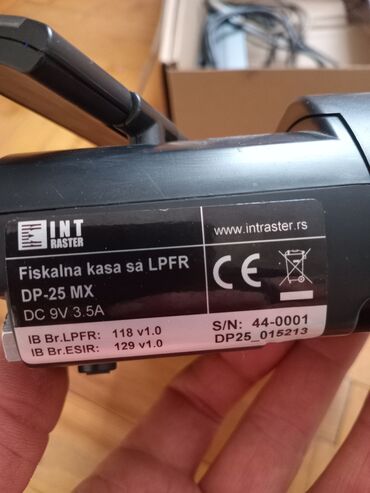 INT
RASTER
www.intraster.rs
Fiskalna kasa sa LPFR
DP-25 MX
DC 9V 3.5A
CE
IB Br.LPFR: 118 v1.0
IB Br.ESIR: 129 v1.0
S/N: 44-0001
DP25_015213